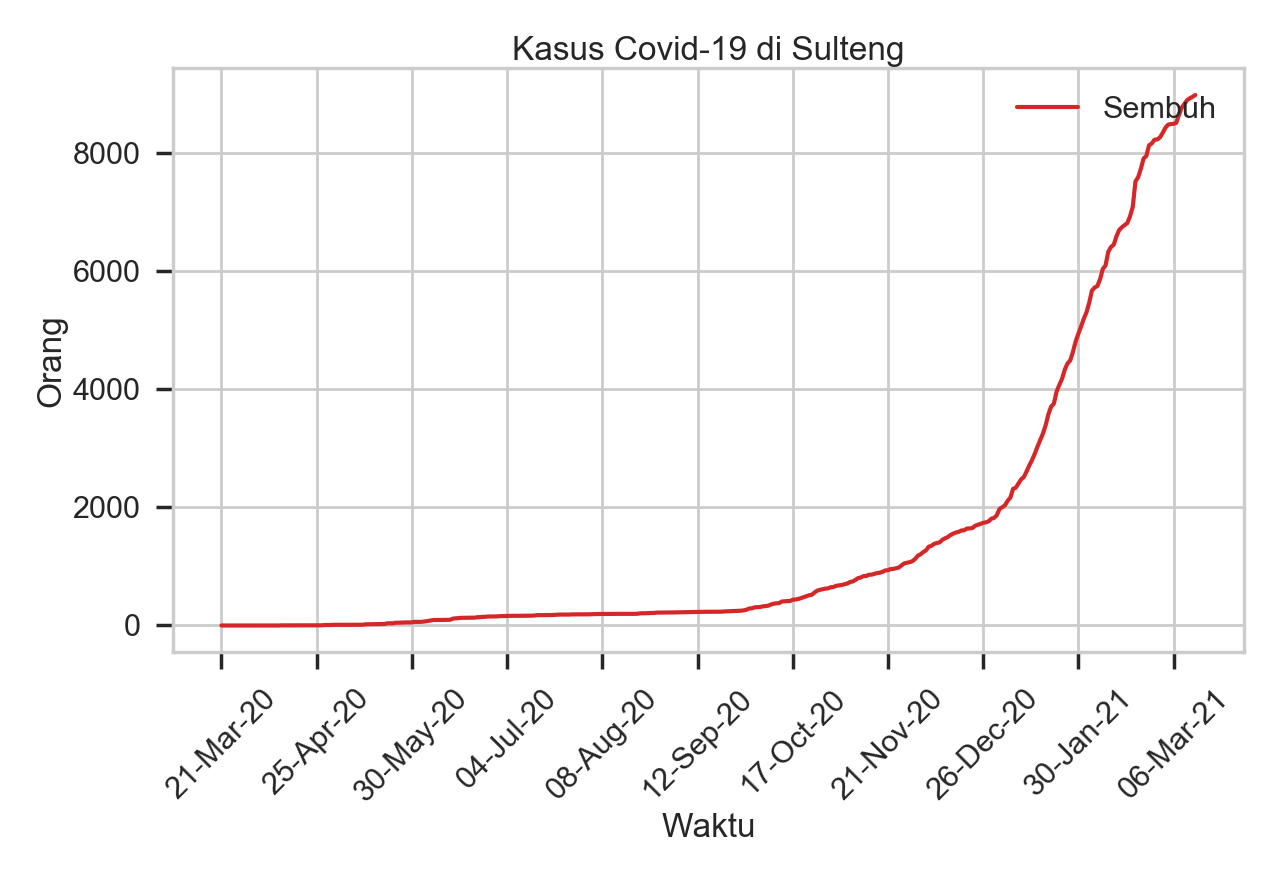 Kasus Covid-19 di Sulteng
Sembuh
8000
6000
4000
2000
0
Orang
21-Mar-20
25-Apr-20
30-May-20
04-Jul-20
08-Aug-20
12-Sep-20
17-Oct-20
21-Nov-20
26-Dec-20
30-Jan-21
06-Mar-21
Waktu